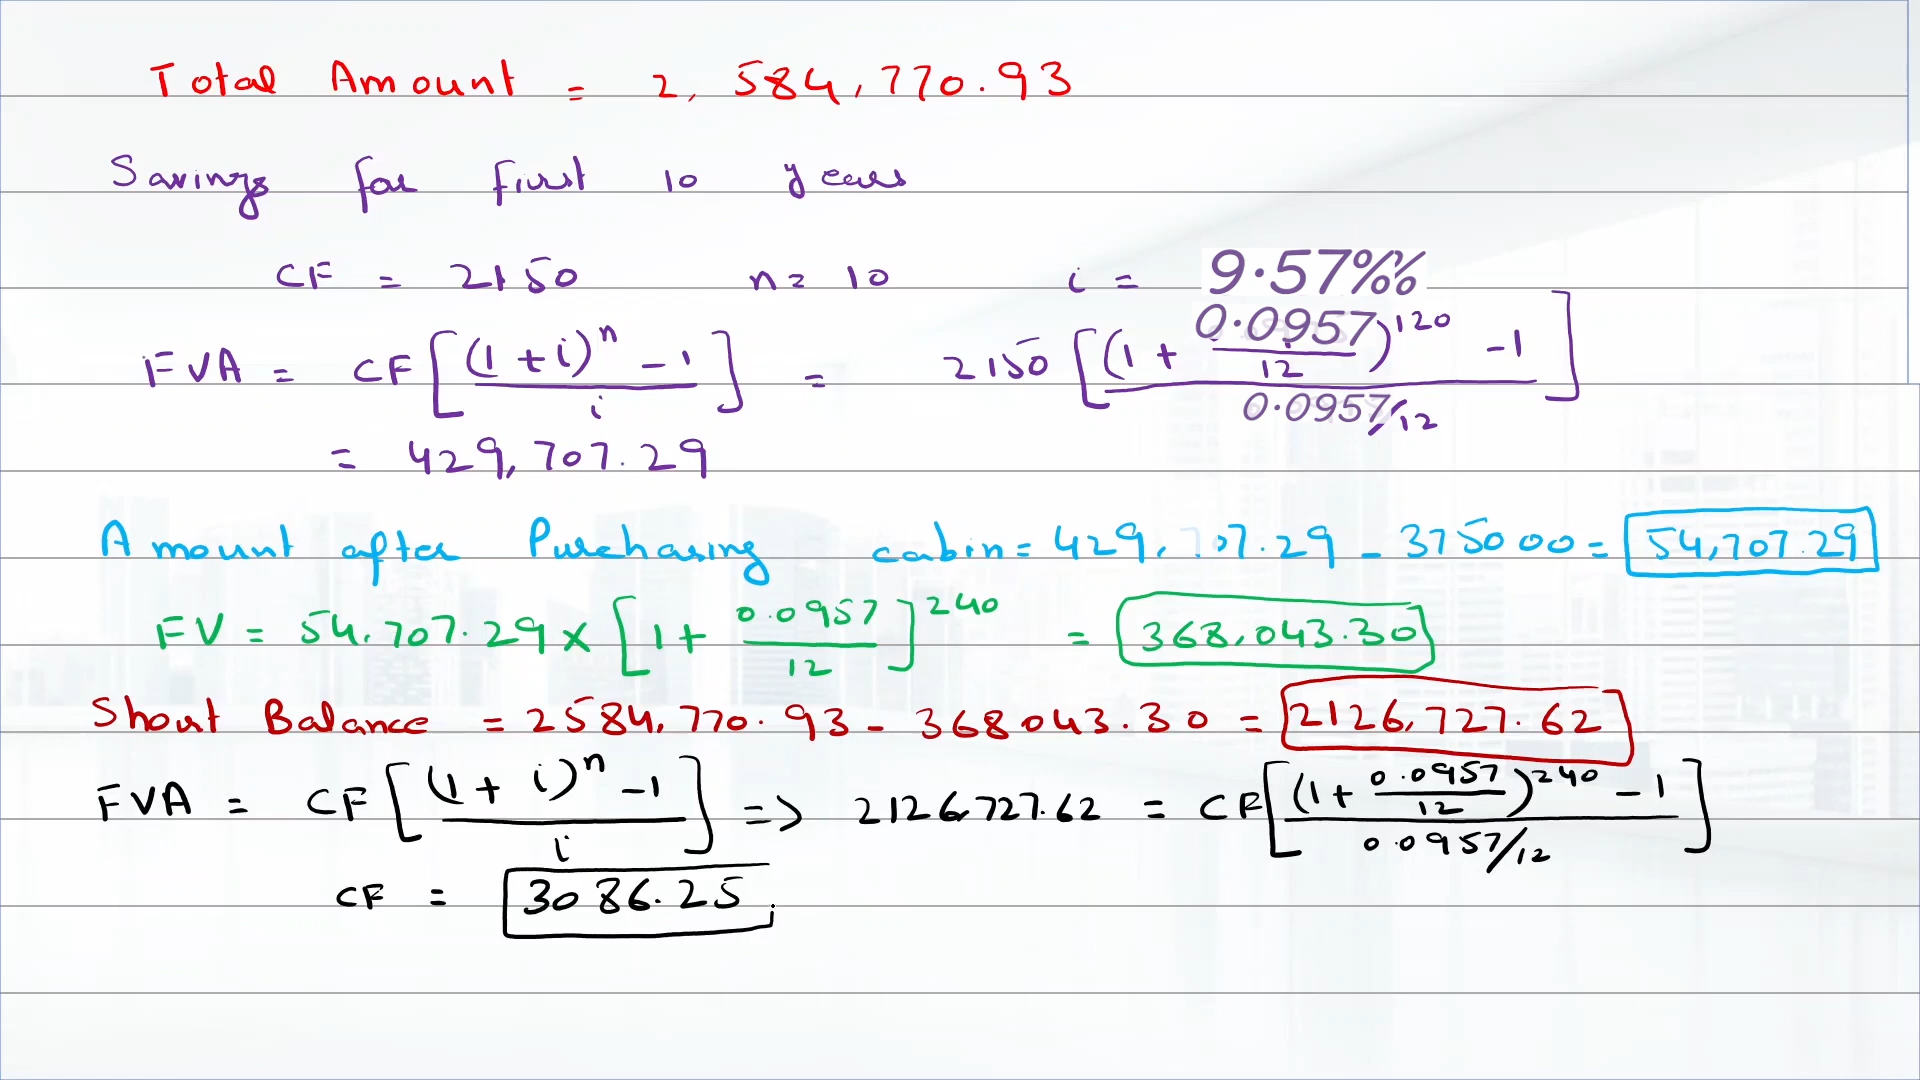 Total Amount = 2,584,770.93
Savings for first 10 years
CF = 2150 n = 10 i = 9.57%%
FVA = CF[((1+i)^n - 1)/i] = 2150[((1 + 0.0957/12)^120 - 1)/(0.0957/12)]
= 429,707.29
Amount after Purchasing cabin = 429,707.29 - 375000 = 54,707.29
FV = 54,707.29 x [1 + 0.0957/12]^240 = 368,043.30
Short Balance = 2584,770.93 - 368043.30 = 2126,727.62
FVA = CF[((1+i)^n - 1)/i] => 2126,727.62 = CF[((1 + 0.0957/12)^240 - 1)/(0.0957/12)]
CF = 3086.25